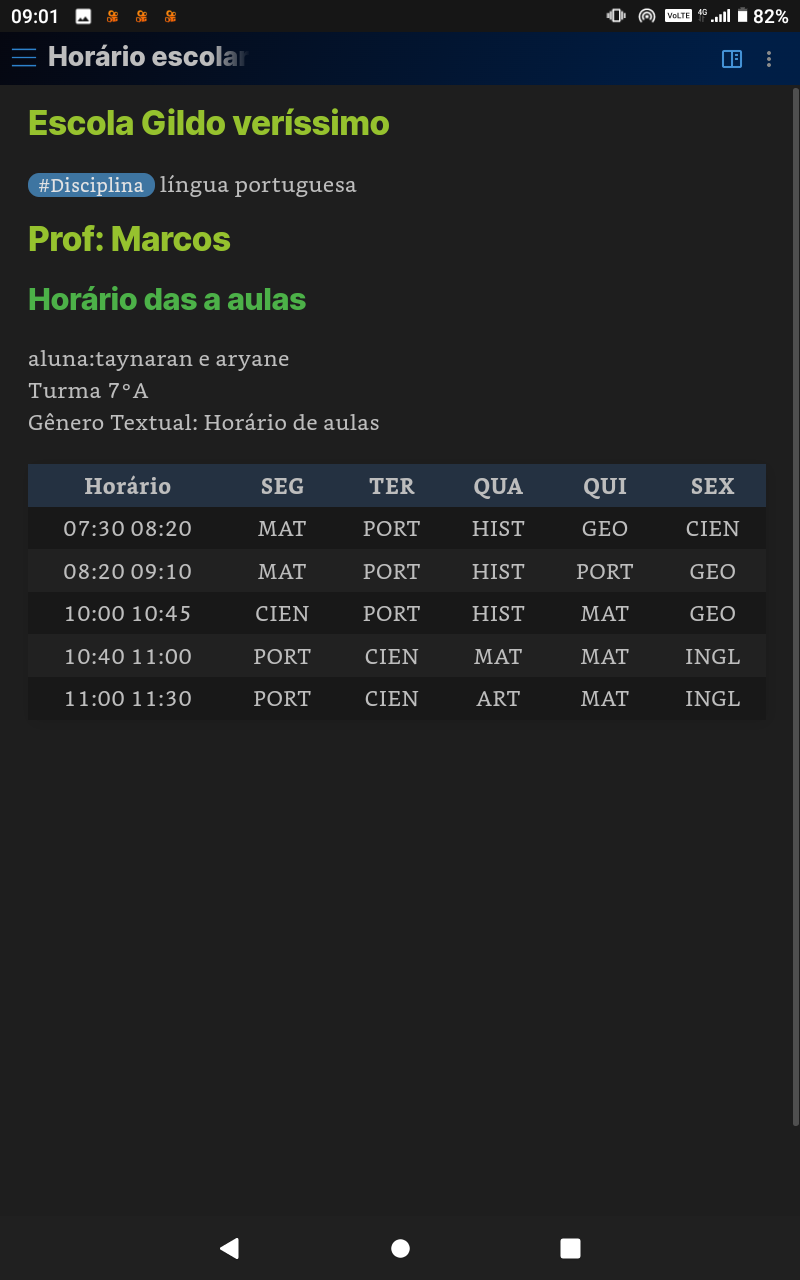 09:01 VoLTE 4G 82%
Horário escolar
Escola Gildo veríssimo
#Disciplina língua portuguesa
Prof: Marcos
Horário das a aulas
aluna:taynaran e aryane
Turma 7°A
Gênero Textual: Horário de aulas
Horário SEG TER QUA QUI SEX
07:30 08:20 MAT PORT HIST GEO CIEN
08:20 09:10 MAT PORT HIST PORT GEO
10:00 10:45 CIEN PORT HIST MAT GEO
10:40 11:00 PORT CIEN MAT MAT INGL
11:00 11:30 PORT CIEN ART MAT INGL